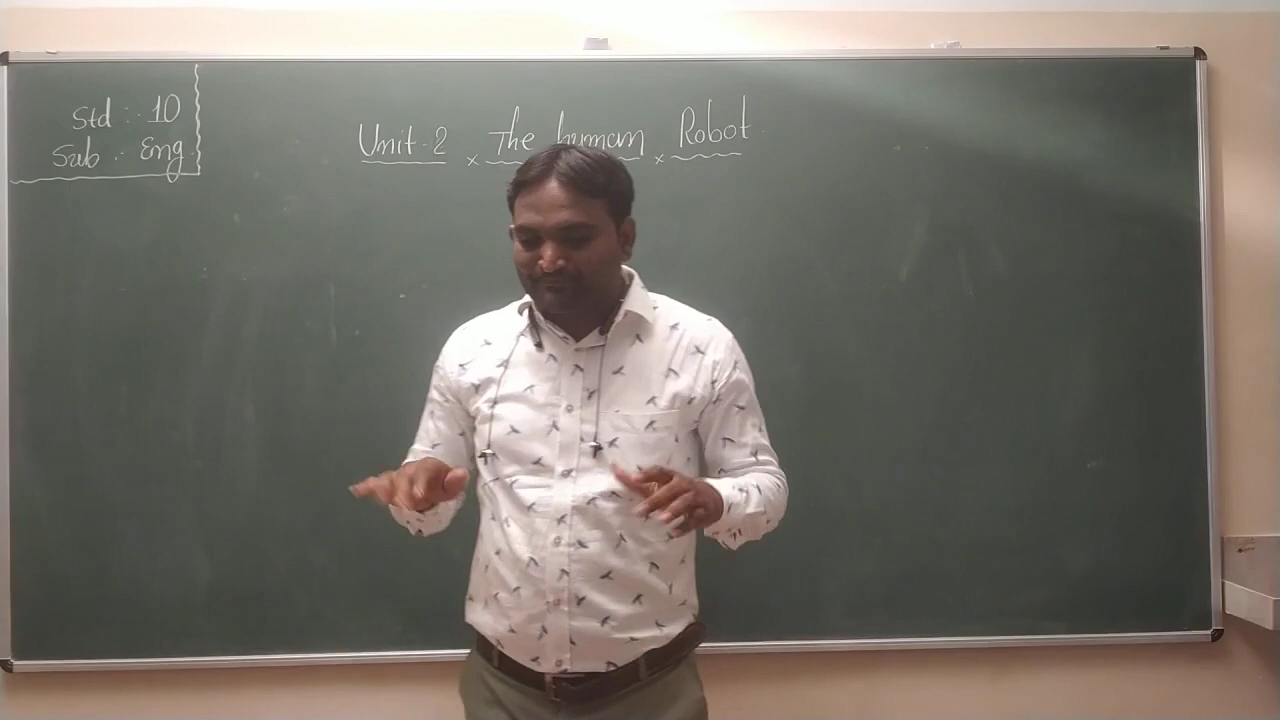 Std :- 10
Sub :- Eng.
Unit-2 × The human × Robot